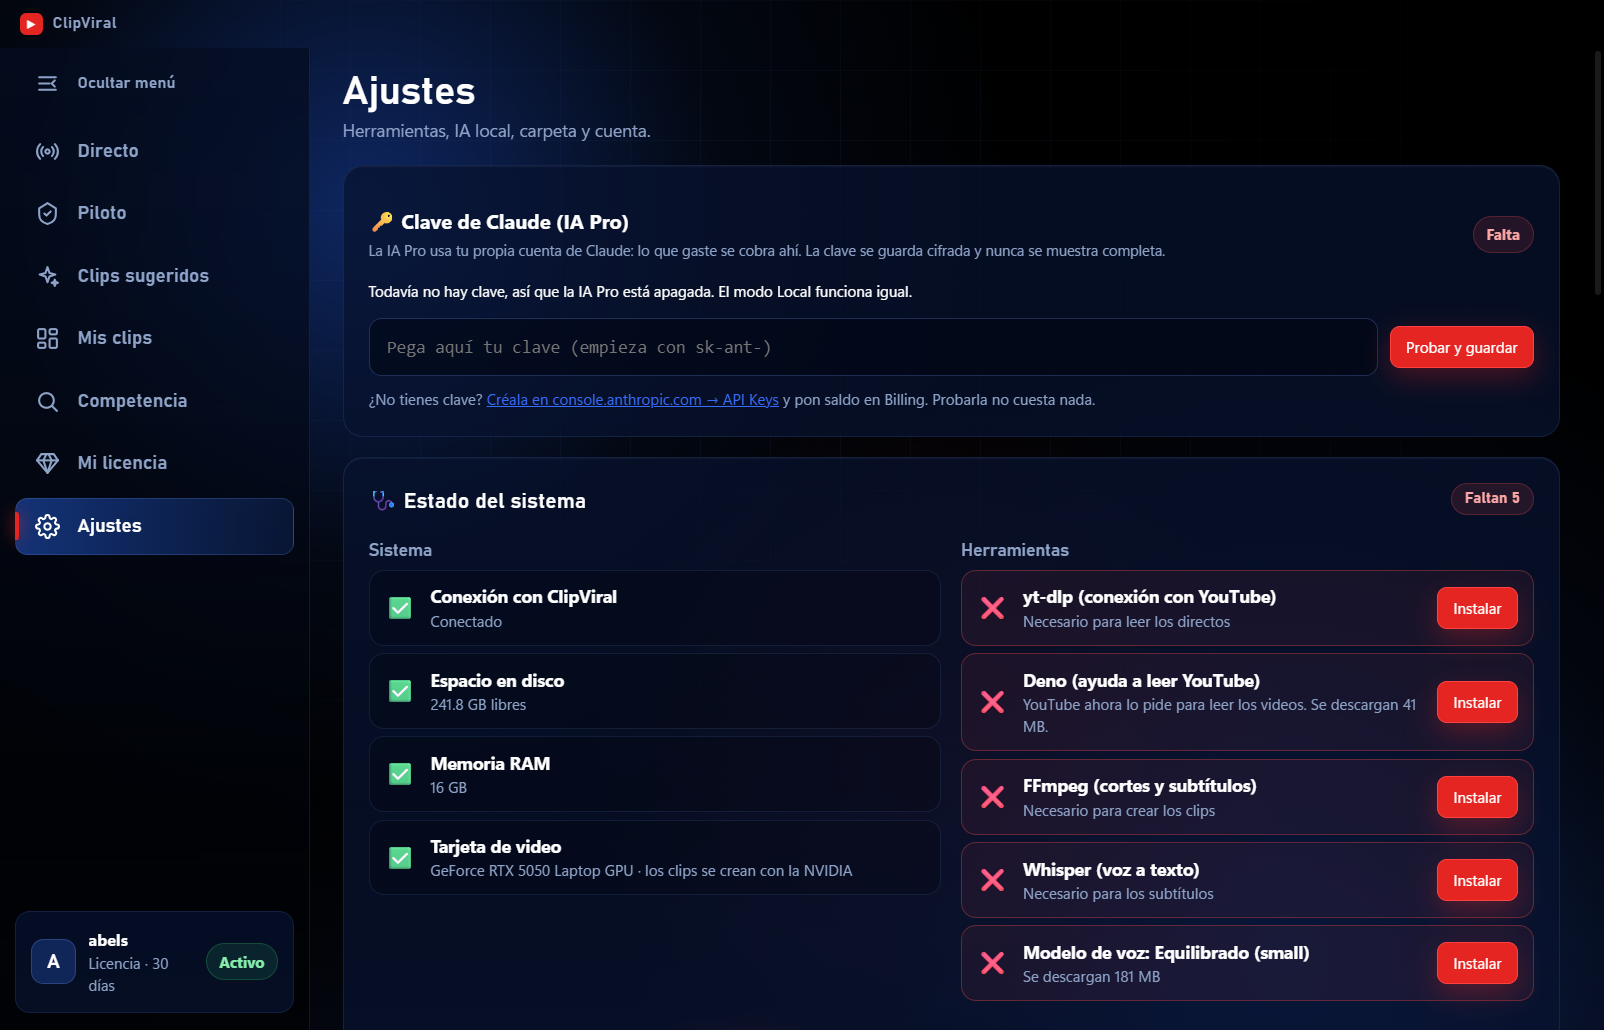 ClipViral
Ocultar menú
Directo
Piloto
Clips sugeridos
Mis clips
Competencia
Mi licencia
Ajustes
A
abels
Licencia · 30
días
Activo
Ajustes
Herramientas, IA local, carpeta y cuenta.
Clave de Claude (IA Pro)
La IA Pro usa tu propia cuenta de Claude: lo que gaste se cobra ahí. La clave se guarda cifrada y nunca se muestra completa.
Falta
Todavía no hay clave, así que la IA Pro está apagada. El modo Local funciona igual.
Pega aquí tu clave (empieza con sk-ant-)
Probar y guardar
¿No tienes clave? Créala en console.anthropic.com → API Keys y pon saldo en Billing. Probarla no cuesta nada.
Estado del sistema
Faltan 5
Sistema
Conexión con ClipViral
Conectado
Espacio en disco
241.8 GB libres
Memoria RAM
16 GB
Tarjeta de video
GeForce RTX 5050 Laptop GPU · los clips se crean con la NVIDIA
Herramientas
yt-dlp (conexión con YouTube)
Necesario para leer los directos
Instalar
Deno (ayuda a leer YouTube)
YouTube ahora lo pide para leer los videos. Se descargan 41
MB.
Instalar
FFmpeg (cortes y subtítulos)
Necesario para crear los clips
Instalar
Whisper (voz a texto)
Necesario para los subtítulos
Instalar
Modelo de voz: Equilibrado (small)
Se descargan 181 MB
Instalar